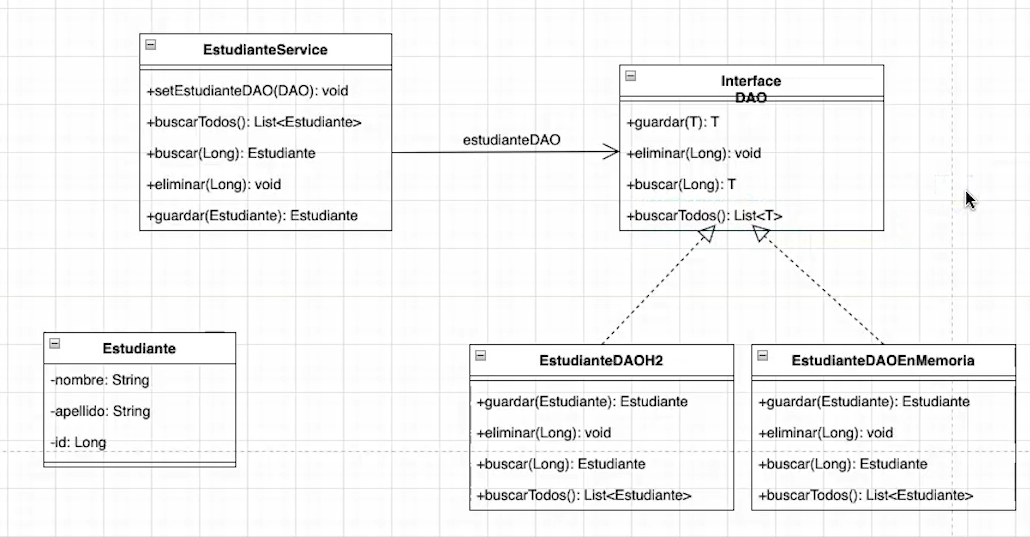 EstudianteService
+setEstudianteDAO(DAO): void
+buscarTodos(): List<Estudiante>
+buscar(Long): Estudiante
+eliminar(Long): void
+guardar(Estudiante): Estudiante
estudianteDAO
Interface
DAO
+guardar(T): T
+eliminar(Long): void
+buscar(Long): T
+buscarTodos(): List<T>
Estudiante
-nombre: String
-apellido: String
-id: Long
EstudianteDAOH2
+guardar(Estudiante): Estudiante
+eliminar(Long): void
+buscar(Long): Estudiante
+buscarTodos(): List<Estudiante>
EstudianteDAOEnMemoria
+guardar(Estudiante): Estudiante
+eliminar(Long): void
+buscar(Long): Estudiante
+buscarTodos(): List<Estudiante>